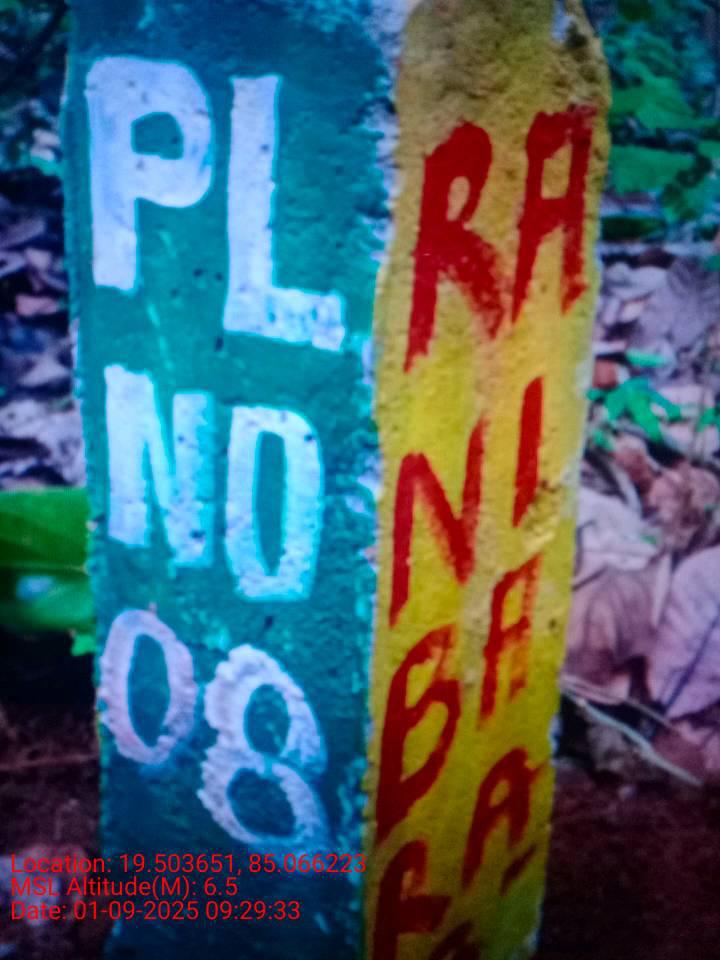 PL
NO
08
RA
NI
BA
Location: 19.503651, 85.066223
MSL Altitude(M): 6.5
Date: 01-09-2025 09:29:33